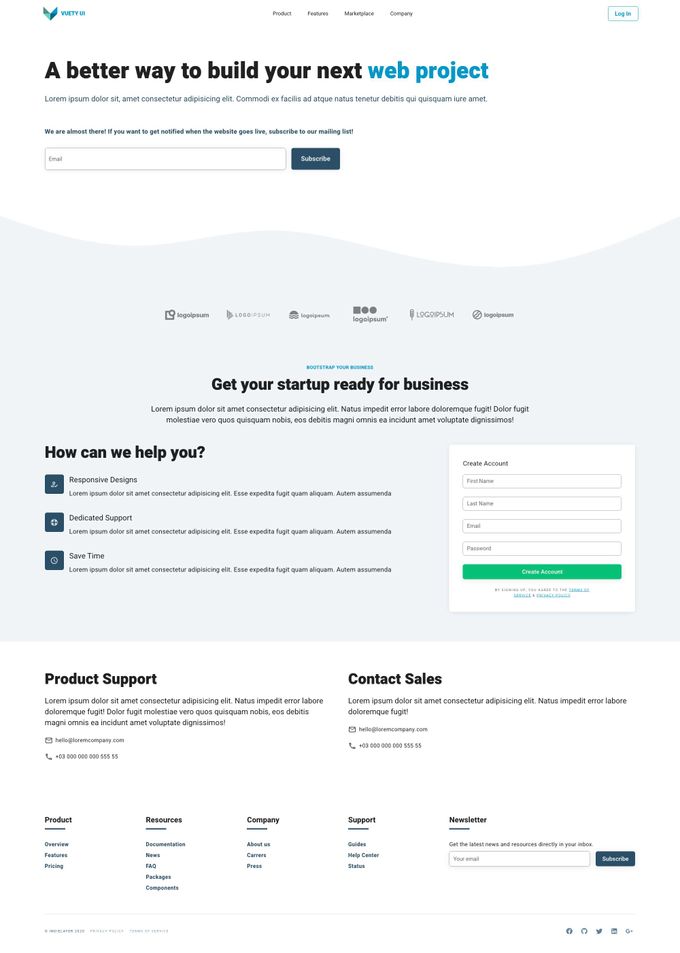 VUETY UI
Product Features Marketplace Company
Log In
A better way to build your next web project
Lorem ipsum dolor sit, amet consectetur adipisicing elit. Commodi ex facilis ad atque natus tenetur debitis qui quisquam iure amet.
We are almost there! If you want to get notified when the website goes live, subscribe to our mailing list!
Email
Subscribe
logoipsum LOGOIPSUM logoipsum. logoipsum LOGOIPSUM logoipsum
BOOTSTRAP YOUR BUSINESS
Get your startup ready for business
Lorem ipsum dolor sit amet consectetur adipisicing elit. Natus impedit error labore doloremque fugit! Dolor fugit
molestiae vero quos quisquam nobis, eos debitis magni omnis ea incidunt amet voluptate dignissimos!
How can we help you?
Responsive Designs
Lorem ipsum dolor sit amet consectetur adipisicing elit. Esse expedita fugit quam aliquam. Autem assumenda
Dedicated Support
Lorem ipsum dolor sit amet consectetur adipisicing elit. Esse expedita fugit quam aliquam. Autem assumenda
Save Time
Lorem ipsum dolor sit amet consectetur adipisicing elit. Esse expedita fugit quam aliquam. Autem assumenda
Create Account
First Name
Last Name
Email
Password
Create Account
BY SIGNING UP, YOU AGREE TO THE TERMS OF
SERVICE & PRIVACY POLICY
Product Support
Lorem ipsum dolor sit amet consectetur adipisicing elit. Natus impedit error labore
doloremque fugit! Dolor fugit molestiae vero quos quisquam nobis, eos debitis
magni omnis ea incidunt amet voluptate dignissimos!
hello@loremcompany.com
+03 000 000 000 555 55
Contact Sales
Lorem ipsum dolor sit amet consectetur adipisicing elit. Natus impedit error labore
doloremque fugit!
hello@loremcompany.com
+03 000 000 000 555 55
Product
Overview
Features
Pricing
Resources
Documentation
News
FAQ
Packages
Components
Company
About us
Carrers
Press
Support
Guides
Help Center
Status
Newsletter
Get the latest news and resources directly in your inbox.
Your email
Subscribe
PRIVACY POLICY TERMS OF SERVICE